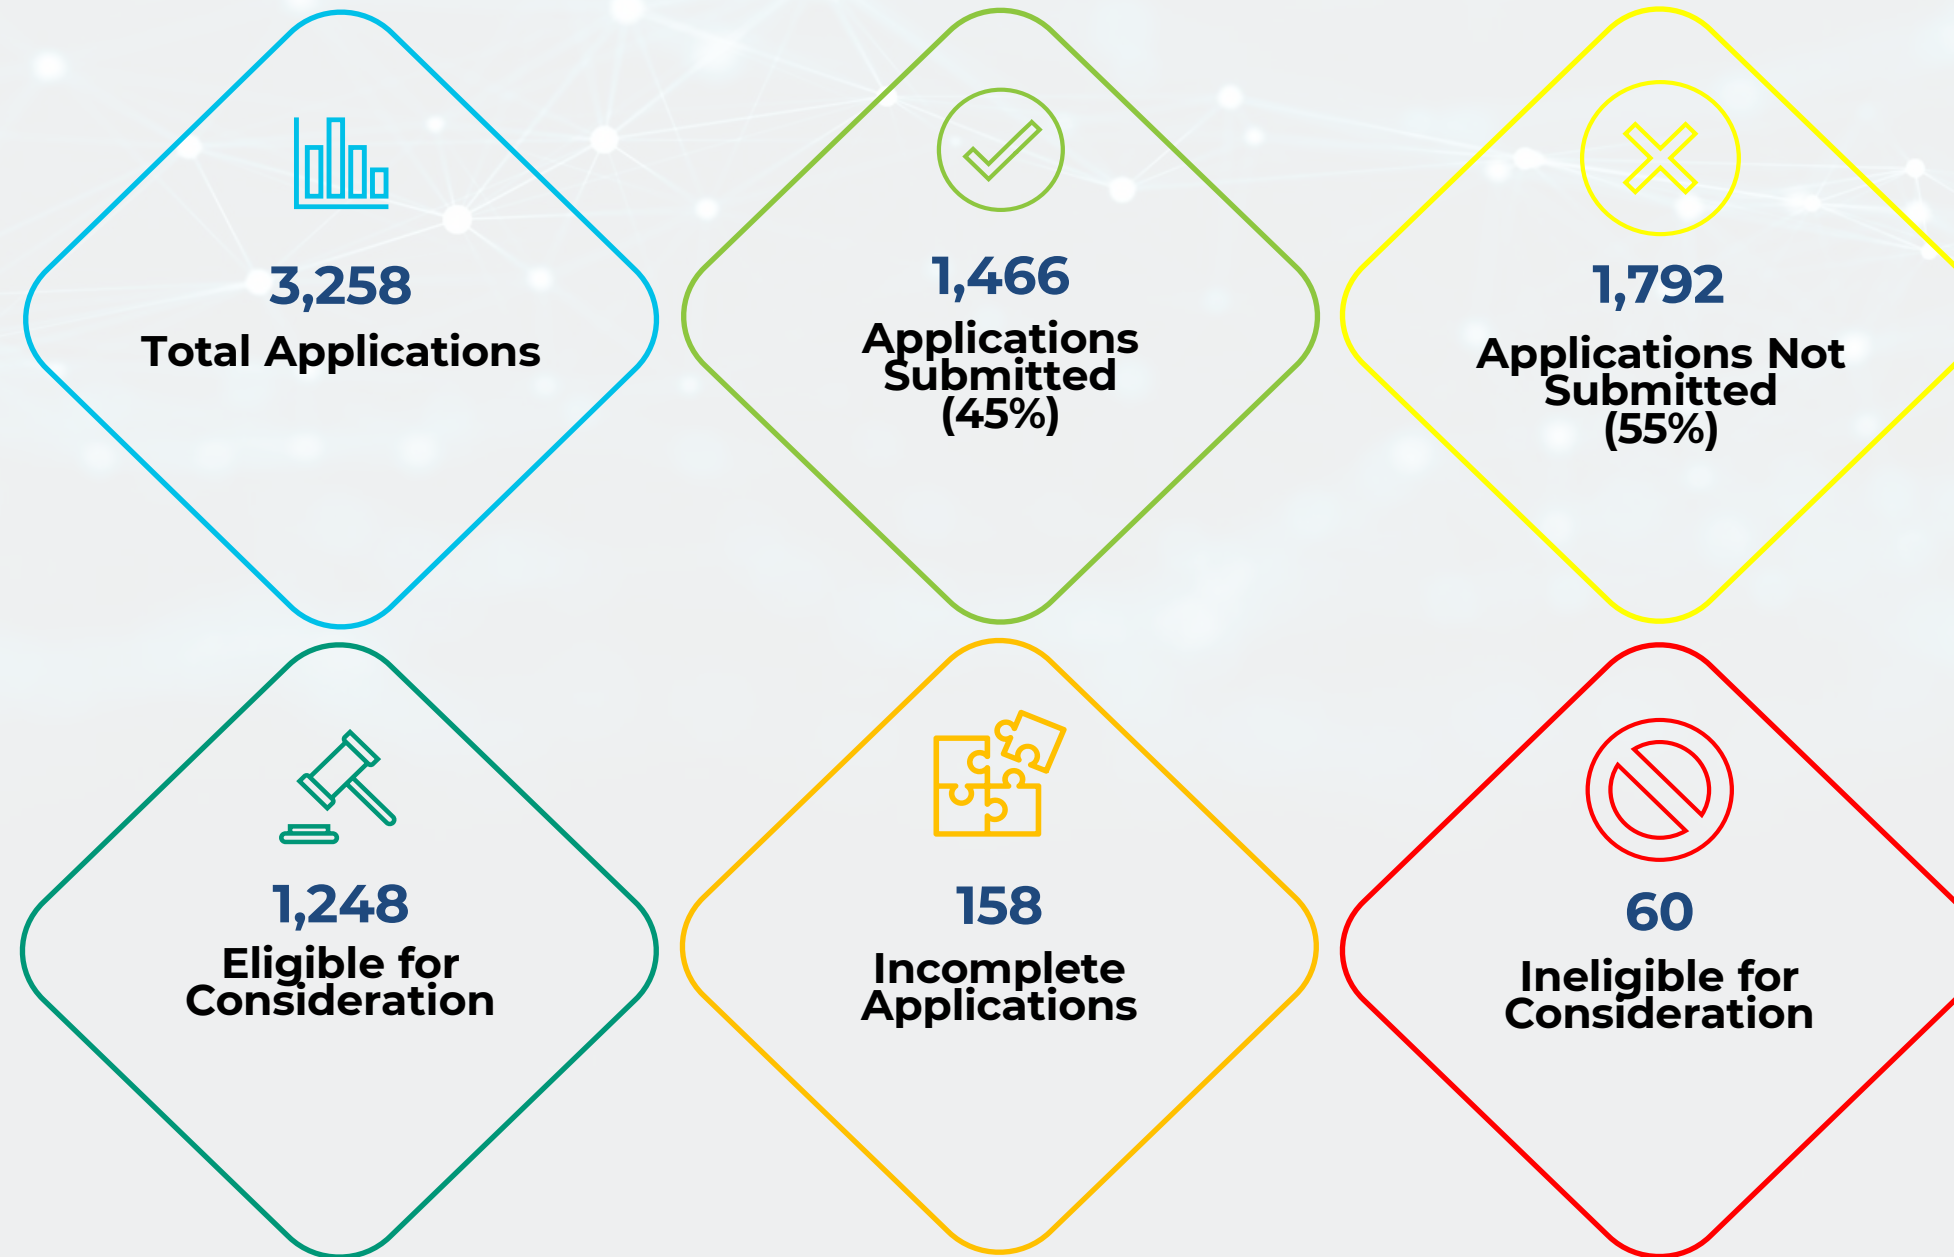 3,258
Total Applications
1,466
Applications
Submitted
(45%)
1,792
Applications Not
Submitted
(55%)
1,248
Eligible for
Consideration
158
Incomplete
Applications
60
Ineligible for
Consideration